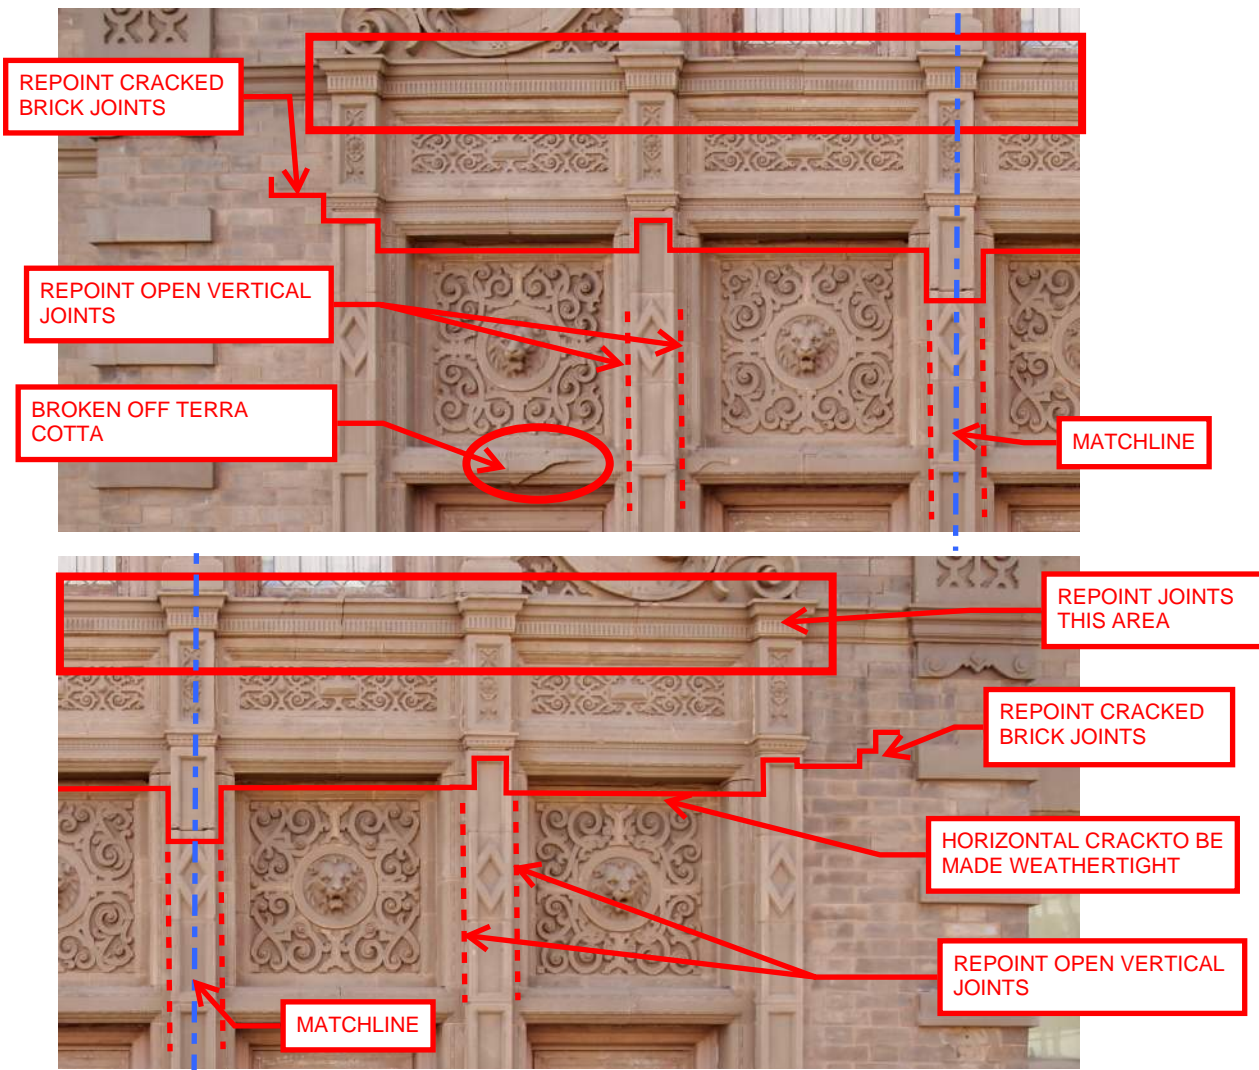 REPOINT CRACKED
BRICK JOINTS
REPOINT OPEN VERTICAL
JOINTS
BROKEN OFF TERRA
COTTA
MATCHLINE
REPOINT JOINTS
THIS AREA
REPOINT CRACKED
BRICK JOINTS
HORIZONTAL CRACKTO BE
MADE WEATHERTIGHT
REPOINT OPEN VERTICAL
JOINTS
MATCHLINE